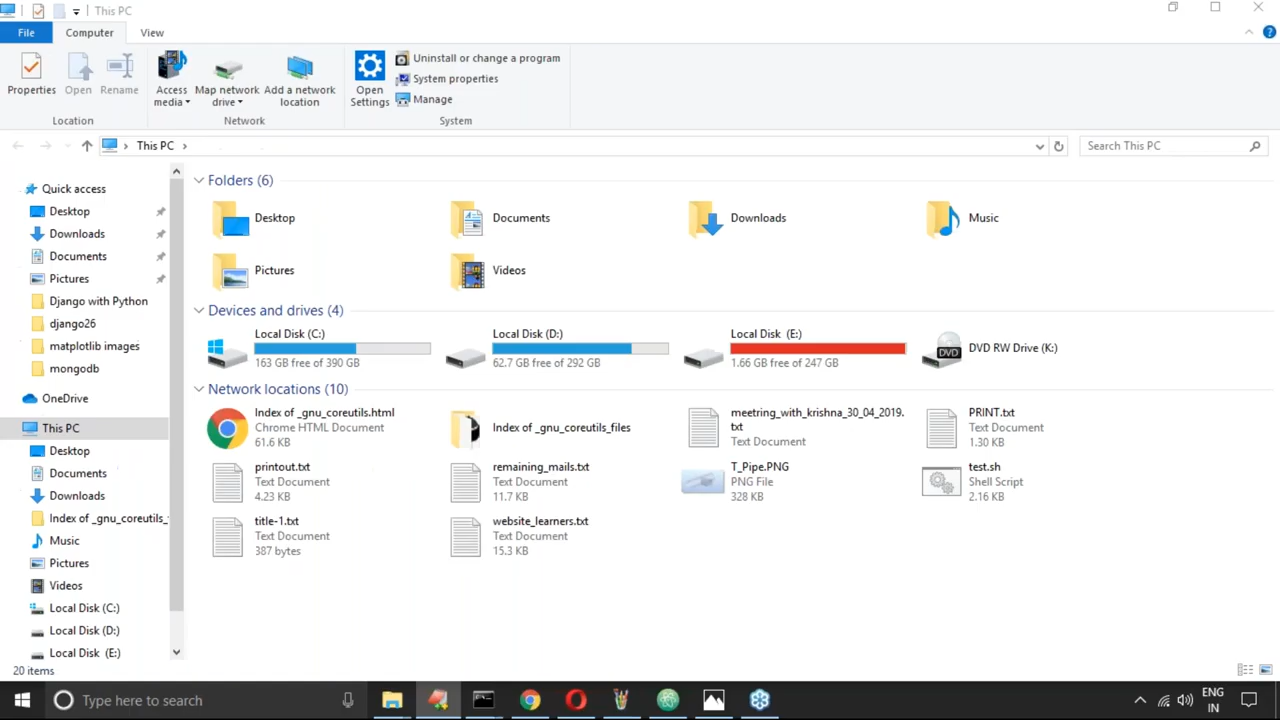 This PC
File
Computer
View
Properties
Open
Rename
Access media
Map network drive
Add a network location
Open Settings
Uninstall or change a program
System properties
Manage
Location
Network
System
This PC
Search This PC
Quick access
Desktop
Downloads
Documents
Pictures
Django with Python
django26
matplotlib images
mongodb
OneDrive
This PC
Desktop
Documents
Downloads
Index of _gnu_coreutils_
Music
Pictures
Videos
Local Disk (C:)
Local Disk (D:)
Local Disk (E:)
Folders (6)
Desktop
Documents
Downloads
Music
Pictures
Videos
Devices and drives (4)
Local Disk (C:)
163 GB free of 390 GB
Local Disk (D:)
62.7 GB free of 292 GB
Local Disk (E:)
1.66 GB free of 247 GB
DVD
DVD RW Drive (K:)
Network locations (10)
Index of _gnu_coreutils.html
Chrome HTML Document
61.6 KB
Index of _gnu_coreutils_files
meetring_with_krishna_30_04_2019.
txt
Text Document
PRINT.txt
Text Document
1.30 KB
printout.txt
Text Document
4.23 KB
remaining_mails.txt
Text Document
11.7 KB
T_Pipe.PNG
PNG File
328 KB
test.sh
Shell Script
2.16 KB
title-1.txt
Text Document
387 bytes
website_learners.txt
Text Document
15.3 KB
20 items
Type here to search
ENG
IN